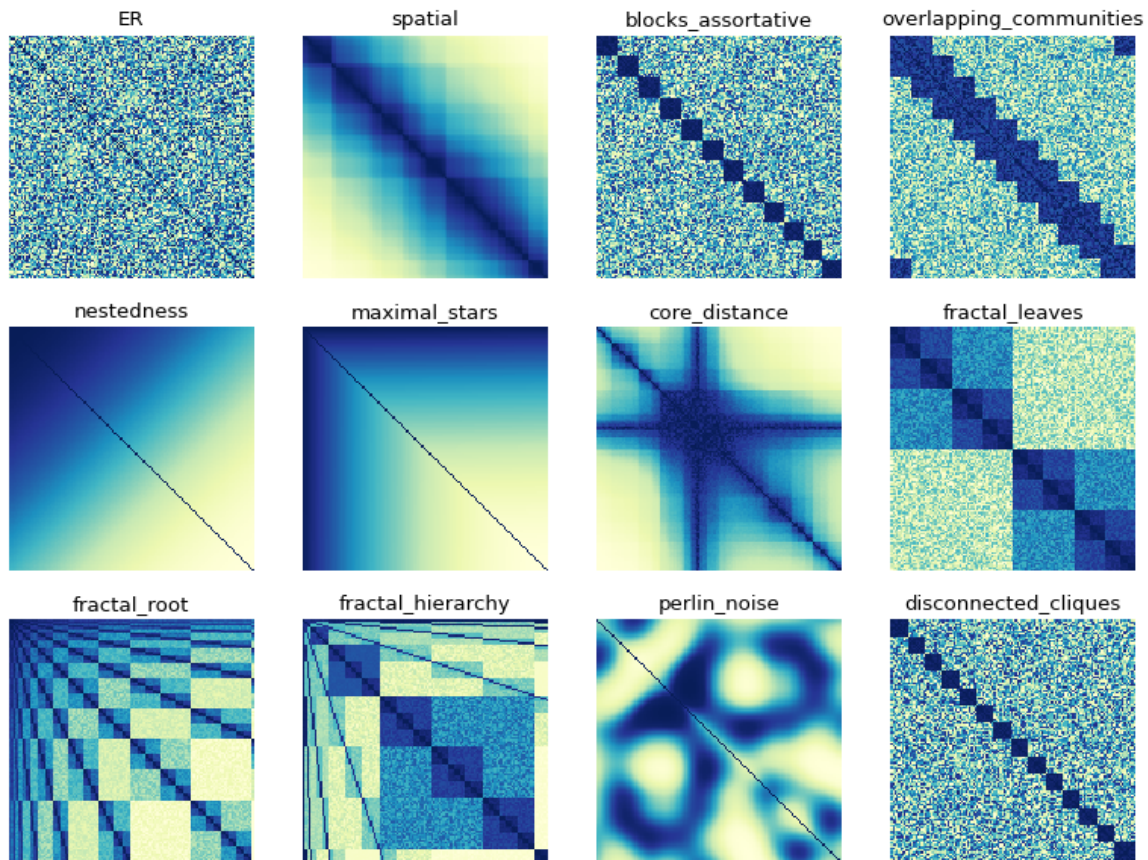 ER
spatial
blocks_assortative
overlapping_communities
nestedness
maximal_stars
core_distance
fractal_leaves
fractal_root
fractal_hierarchy
perlin_noise
disconnected_cliques